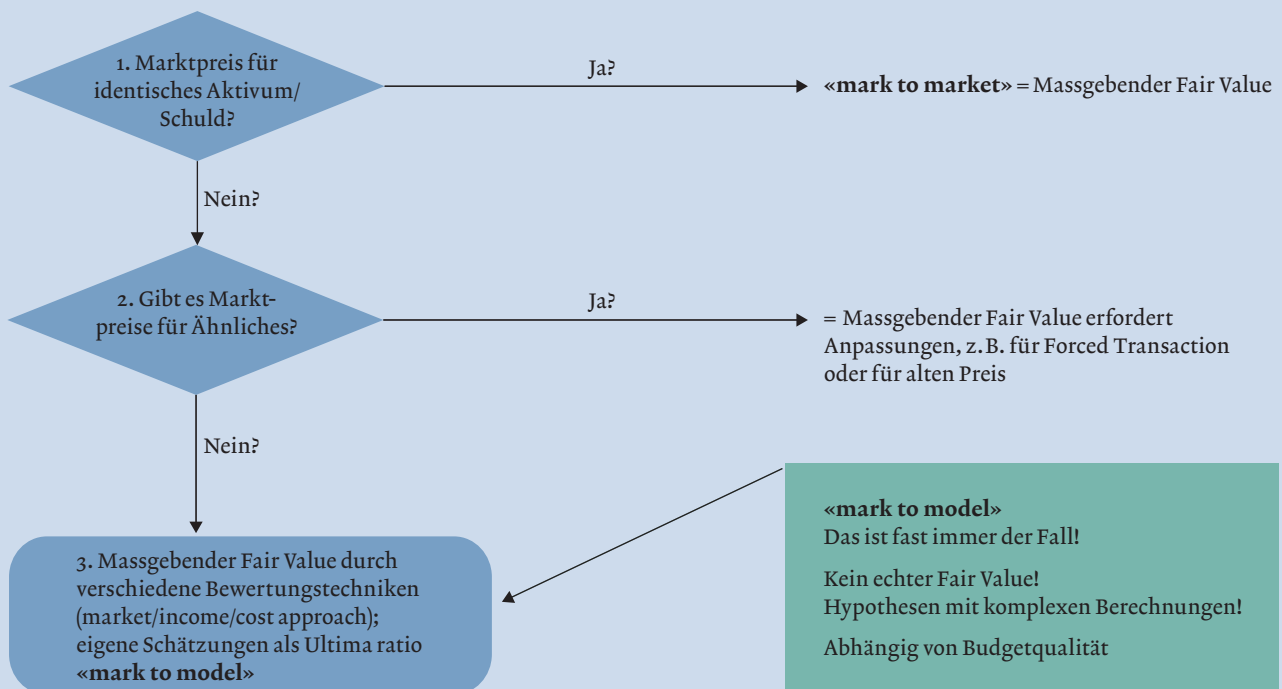 1. Marktpreis für
identisches Aktivum/
Schuld?
Ja?
«mark to market» = Massgebender Fair Value
Nein?
2. Gibt es Markt-
preise für Ähnliches?
Ja?
= Massgebender Fair Value erfordert
Anpassungen, z. B. für Forced Transaction
oder für alten Preis
Nein?
3. Massgebender Fair Value durch
verschiedene Bewertungstechniken
(market/income/cost approach);
eigene Schätzungen als Ultima ratio
«mark to model»
«mark to model»
Das ist fast immer der Fall!
Kein echter Fair Value!
Hypothesen mit komplexen Berechnungen!
Abhängig von Budgetqualität